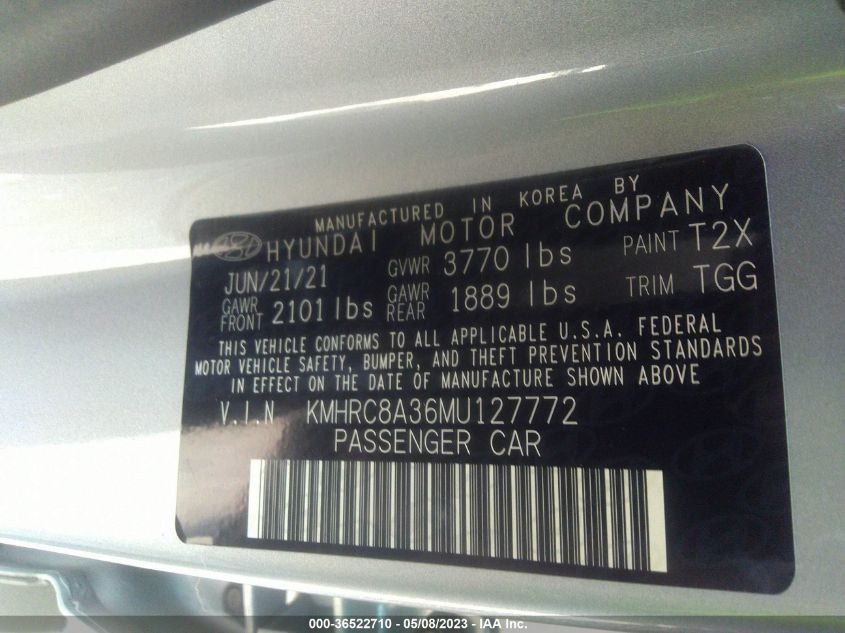 MANUFACTURED IN KOREA BY
HYUNDAI MOTOR COMPANY
JUN/21/21 GVWR 3770 lbs PAINT T2X
GAWR FRONT 2101 lbs GAWR REAR 1889 lbs TRIM TGG
THIS VEHICLE CONFORMS TO ALL APPLICABLE U.S.A. FEDERAL
MOTOR VEHICLE SAFETY, BUMPER, AND THEFT PREVENTION STANDARDS
IN EFFECT ON THE DATE OF MANUFACTURE SHOWN ABOVE
V.I.N KMHRC8A36MU127772
PASSENGER CAR
000-36522710 - 05/08/2023 - IAA Inc.